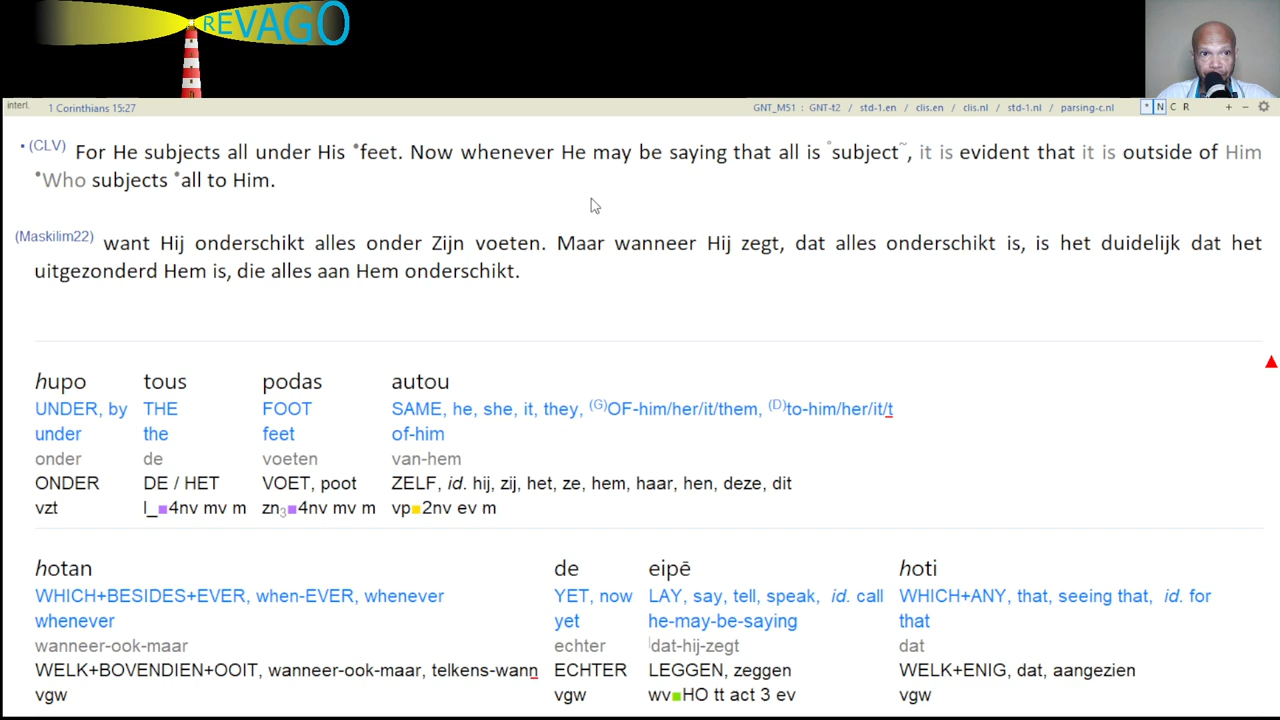 REVAGO
interl. 1 Corinthians 15:27 GNT_M51 : GNT-t2 / std-1.en / clis.en / clis.nl / std-1.nl / parsing-c.nl * N C R + −
• (CLV) For He subjects all under His •feet. Now whenever He may be saying that all is °subject~, it is evident that it is outside of Him
•Who subjects •all to Him.
(Maskilim22) want Hij onderschikt alles onder Zijn voeten. Maar wanneer Hij zegt, dat alles onderschikt is, is het duidelijk dat het
uitgezonderd Hem is, die alles aan Hem onderschikt.
hupo tous podas autou
UNDER, by THE FOOT SAME, he, she, it, they, (G)OF-him/her/it/them, (D)to-him/her/it/t
under the feet of-him
onder de voeten van-hem
ONDER DE / HET VOET, poot ZELF, id. hij, zij, het, ze, hem, haar, hen, deze, dit
vzt l_■4nv mv m zn3■4nv mv m vp■2nv ev m
hotan de eipē hoti
WHICH+BESIDES+EVER, when-EVER, whenever YET, now LAY, say, tell, speak, id. call WHICH+ANY, that, seeing that, id. for
whenever yet he-may-be-saying that
wanneer-ook-maar echter |dat-hij-zegt dat
WELK+BOVENDIEN+OOIT, wanneer-ook-maar, telkens-wann ECHTER LEGGEN, zeggen WELK+ENIG, dat, aangezien
vgw vgw wv■HO tt act 3 ev vgw